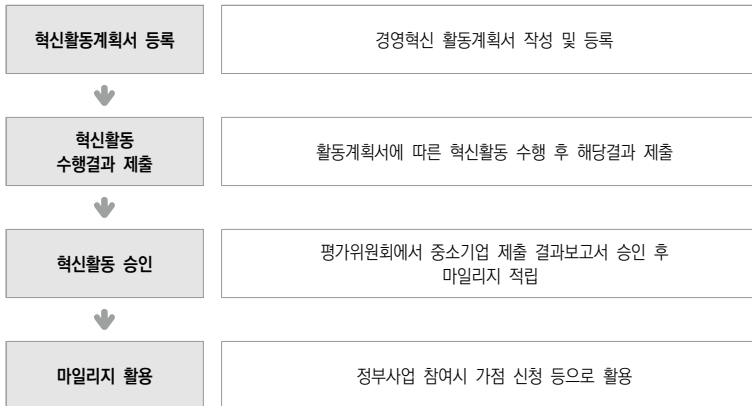 혁신활동계획서 등록
경영혁신 활동계획서 작성 및 등록
혁신활동
수행결과 제출
활동계획서에 따른 혁신활동 수행 후 해당결과 제출
혁신활동 승인
평가위원회에서 중소기업 제출 결과보고서 승인 후
마일리지 적립
마일리지 활용
정부사업 참여시 가점 신청 등으로 활용